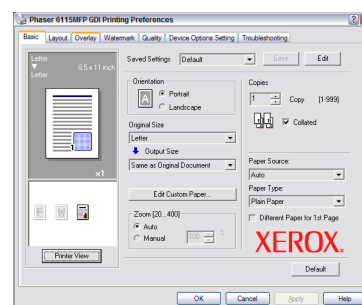 Phaser 6115MFP GDI Printing Preferences
Basic Layout Overlay Watermark Quality Device Options Setting Troubleshooting
Letter
8.5 x 11 inch
Letter
1
x1
Printer View
Saved Settings Default Save Edit
Orientation
A
Portrait
Landscape
Original Size
Letter
Output Size
Same as Original Document
Edit Custom Paper...
Zoom [20...400]
Auto
Manual 100 %
Copies
1 Copy [1-999]
Collated
Paper Source:
Auto
Paper Type:
Plain Paper
Different Paper for 1st Page
XEROX.
Default
OK Cancel Apply Help